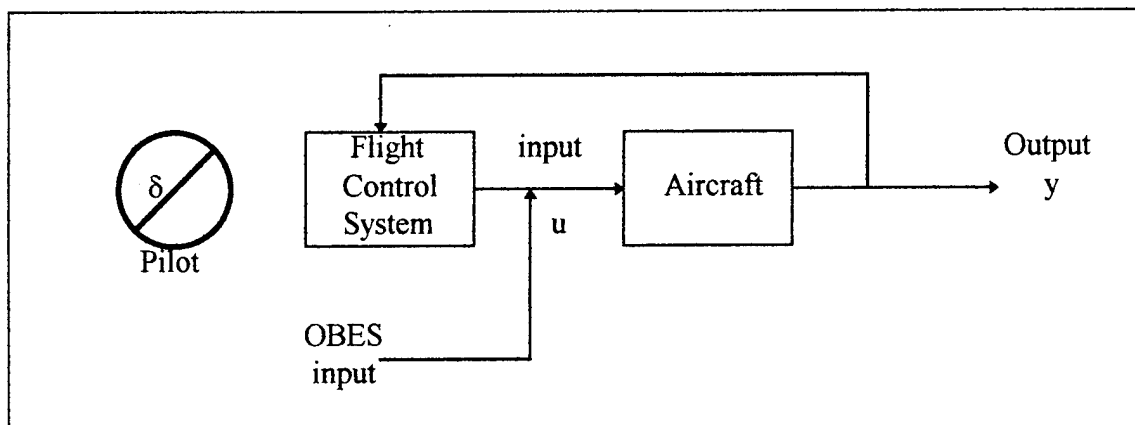 δ
Pilot
Flight
Control
System
input
u
Aircraft
Output
y
OBES
input